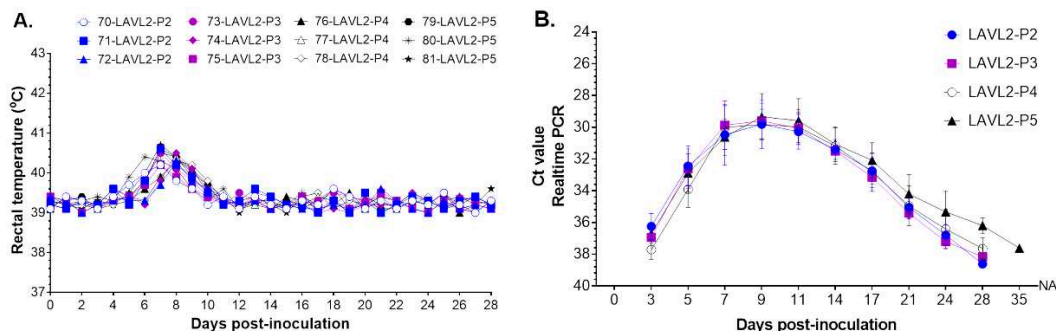 A.
70-LAVL2-P2 73-LAVL2-P3 76-LAVL2-P4 79-LAVL2-P5
71-LAVL2-P2 74-LAVL2-P3 77-LAVL2-P4 80-LAVL2-P5
72-LAVL2-P2 75-LAVL2-P3 78-LAVL2-P4 81-LAVL2-P5
Rectal temperature (°C)
43
41
39
37
0 2 4 6 8 10 12 14 16 18 20 22 24 26 28
Days post-inoculation
B.
Ct value
Realtime PCR
24
26
28
30
32
34
36
38
40
LAVL2-P2
LAVL2-P3
LAVL2-P4
LAVL2-P5
0 3 5 7 9 11 14 17 21 24 28 35
NA
Days post-inoculation